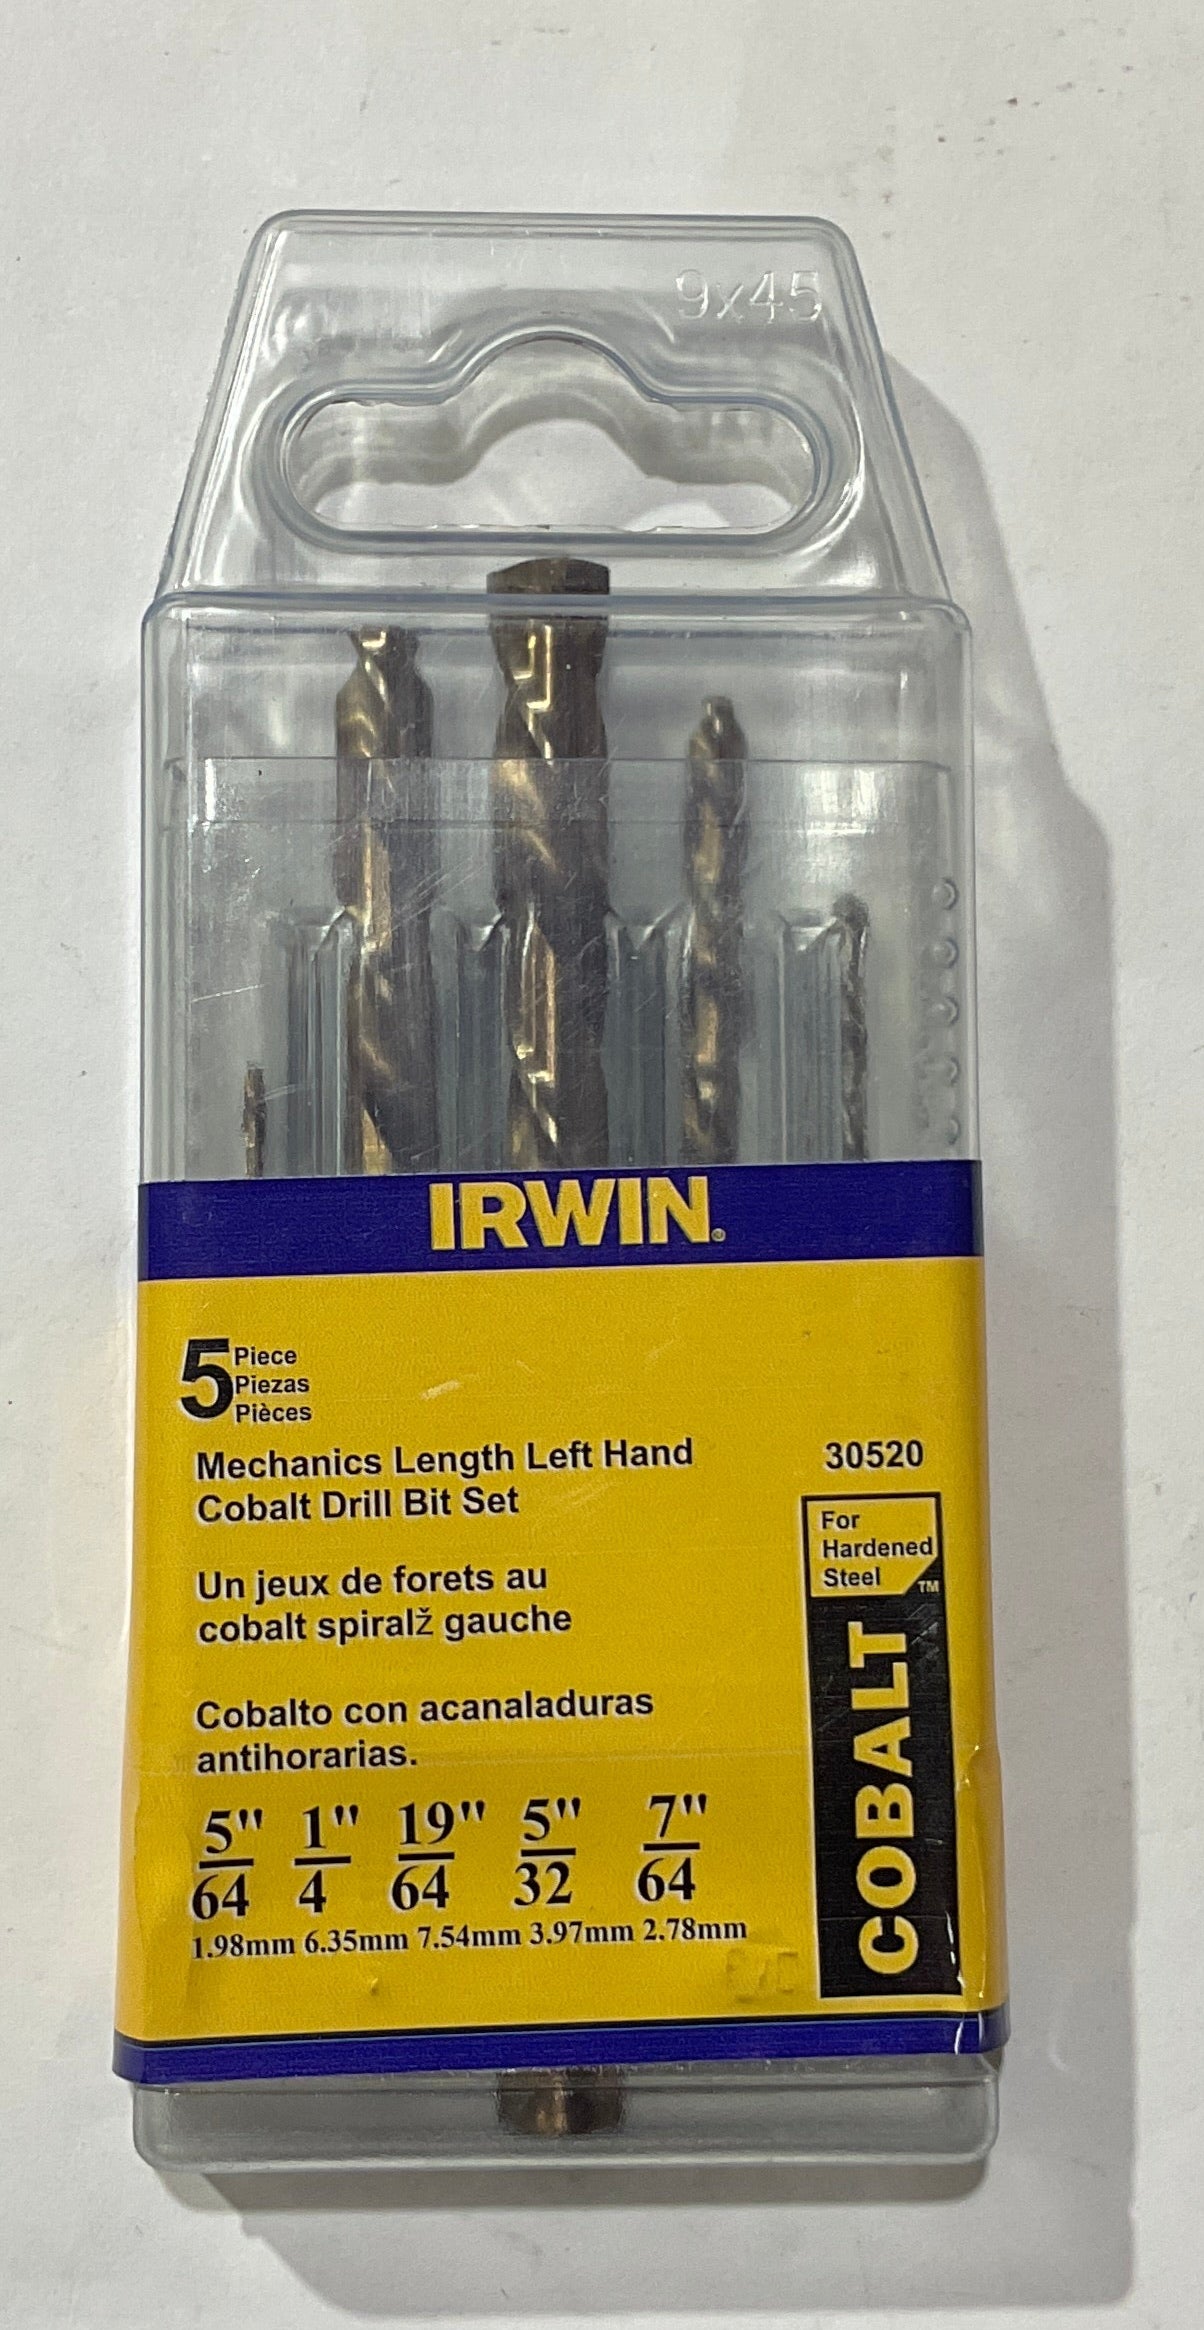 9x45
IRWIN®
5 Piece
Piezas
Pièces
Mechanics Length Left Hand
Cobalt Drill Bit Set
30520
For
Hardened
Steel
COBALT™
Un jeux de forets au
cobalt spiralž gauche
Cobalto con acanaladuras
antihorarias.
5"/64 1"/4 19"/64 5"/32 7"/64
1.98mm 6.35mm 7.54mm 3.97mm 2.78mm